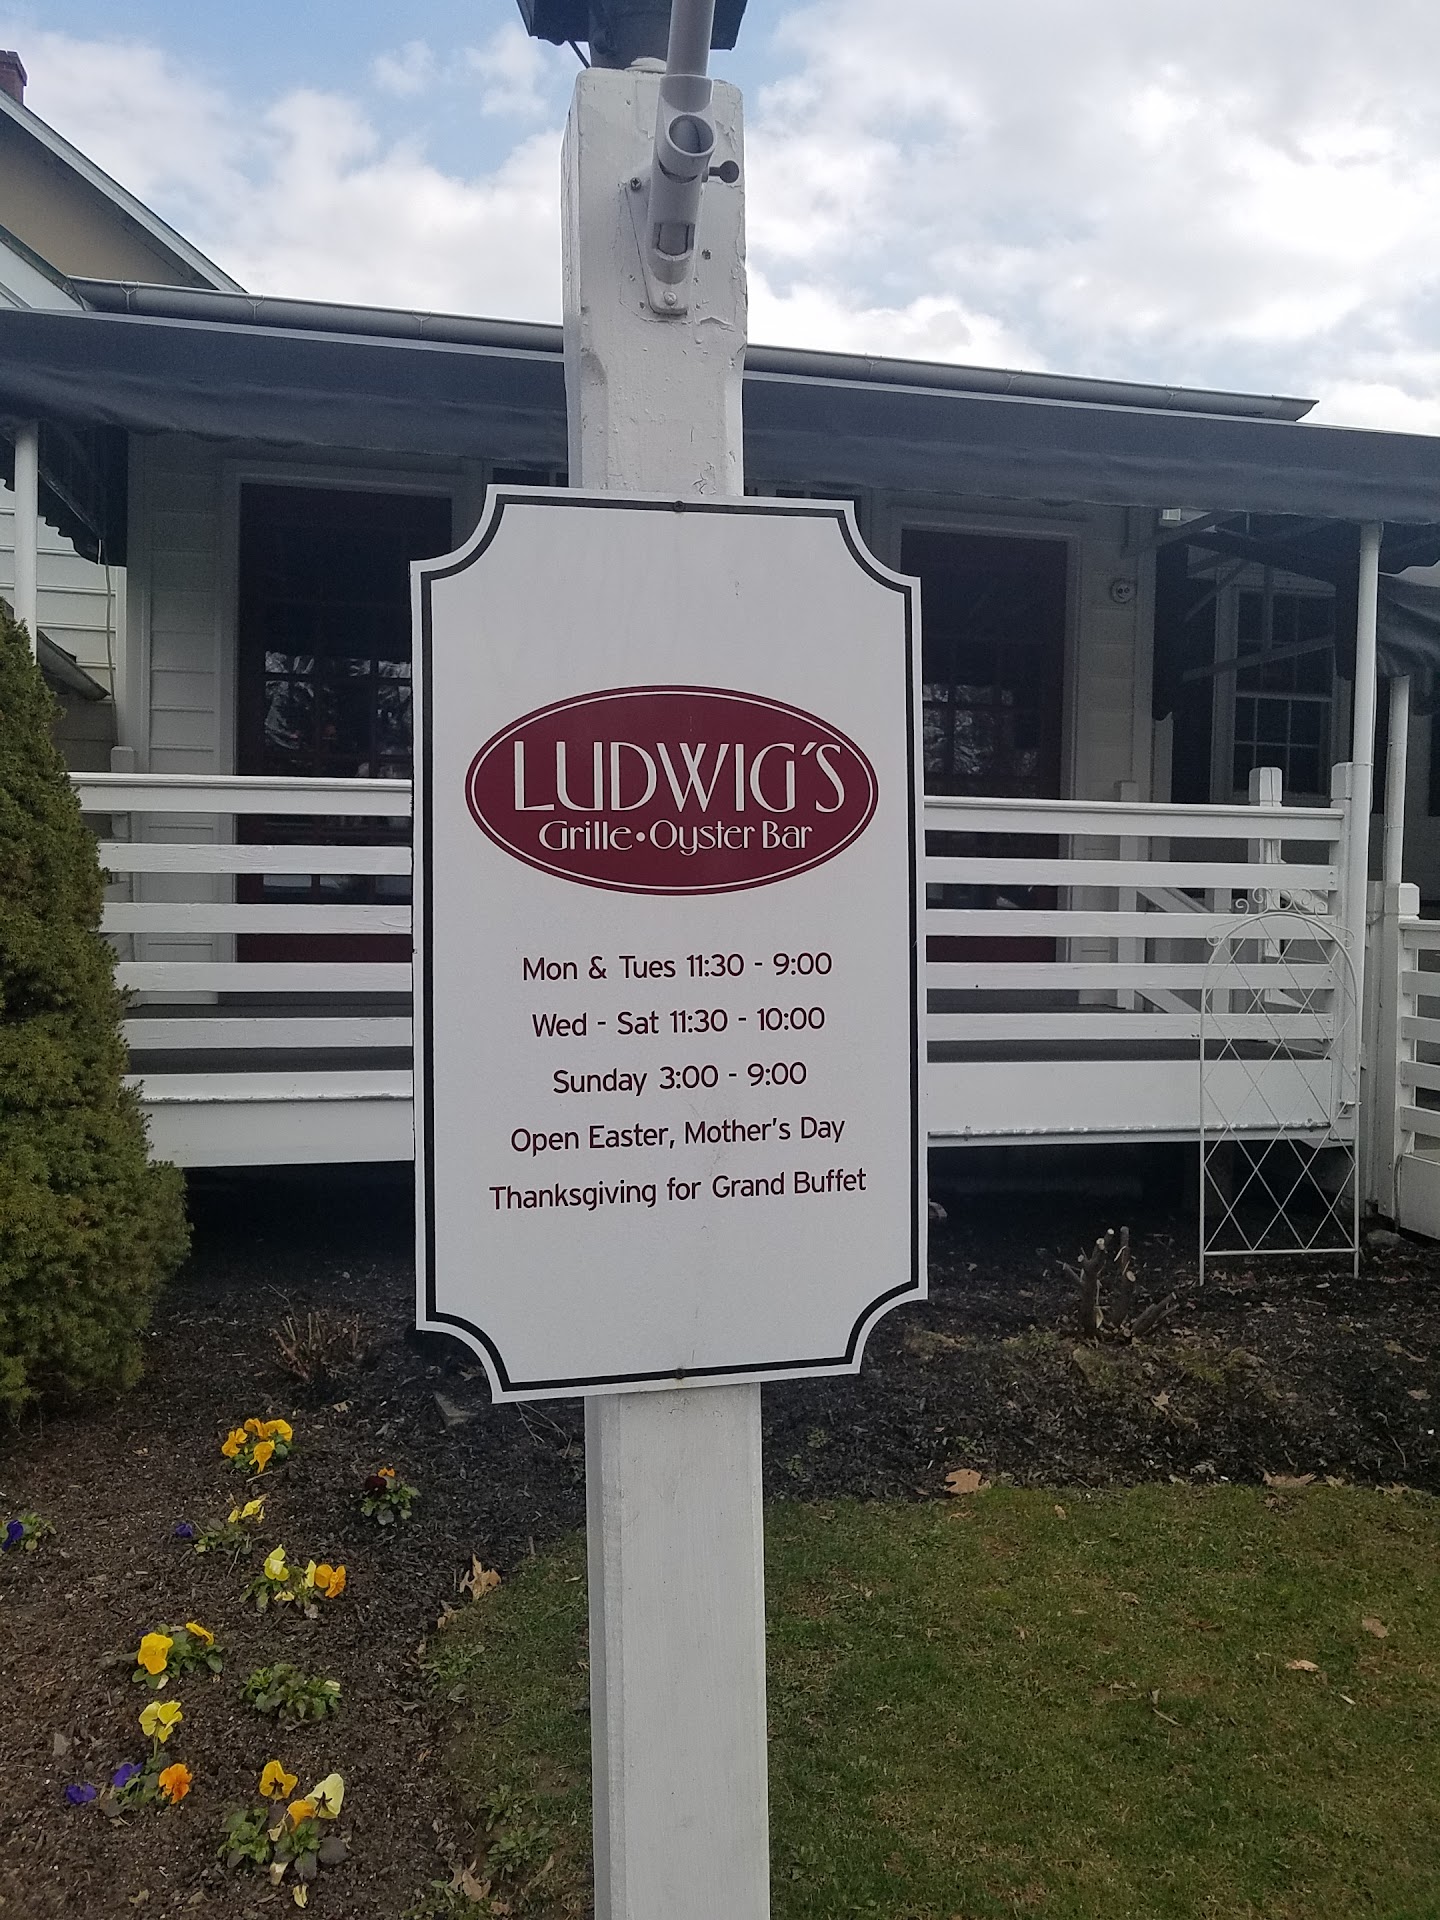 LUDWIG'S
Grille•Oyster Bar
Mon & Tues 11:30 - 9:00
Wed - Sat 11:30 - 10:00
Sunday 3:00 - 9:00
Open Easter, Mother's Day
Thanksgiving for Grand Buffet